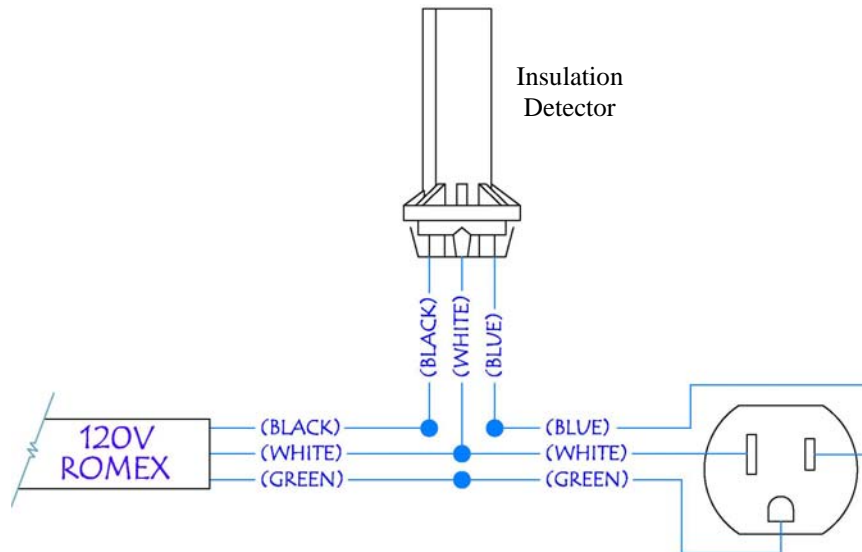 Insulation
Detector
(BLACK)
(WHITE)
(BLUE)
120V
ROMEX
(BLACK)
(WHITE)
(GREEN)
(BLUE)
(WHITE)
(GREEN)